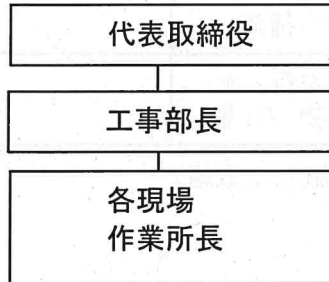 代表取締役
工事部長
各現場
作業所長